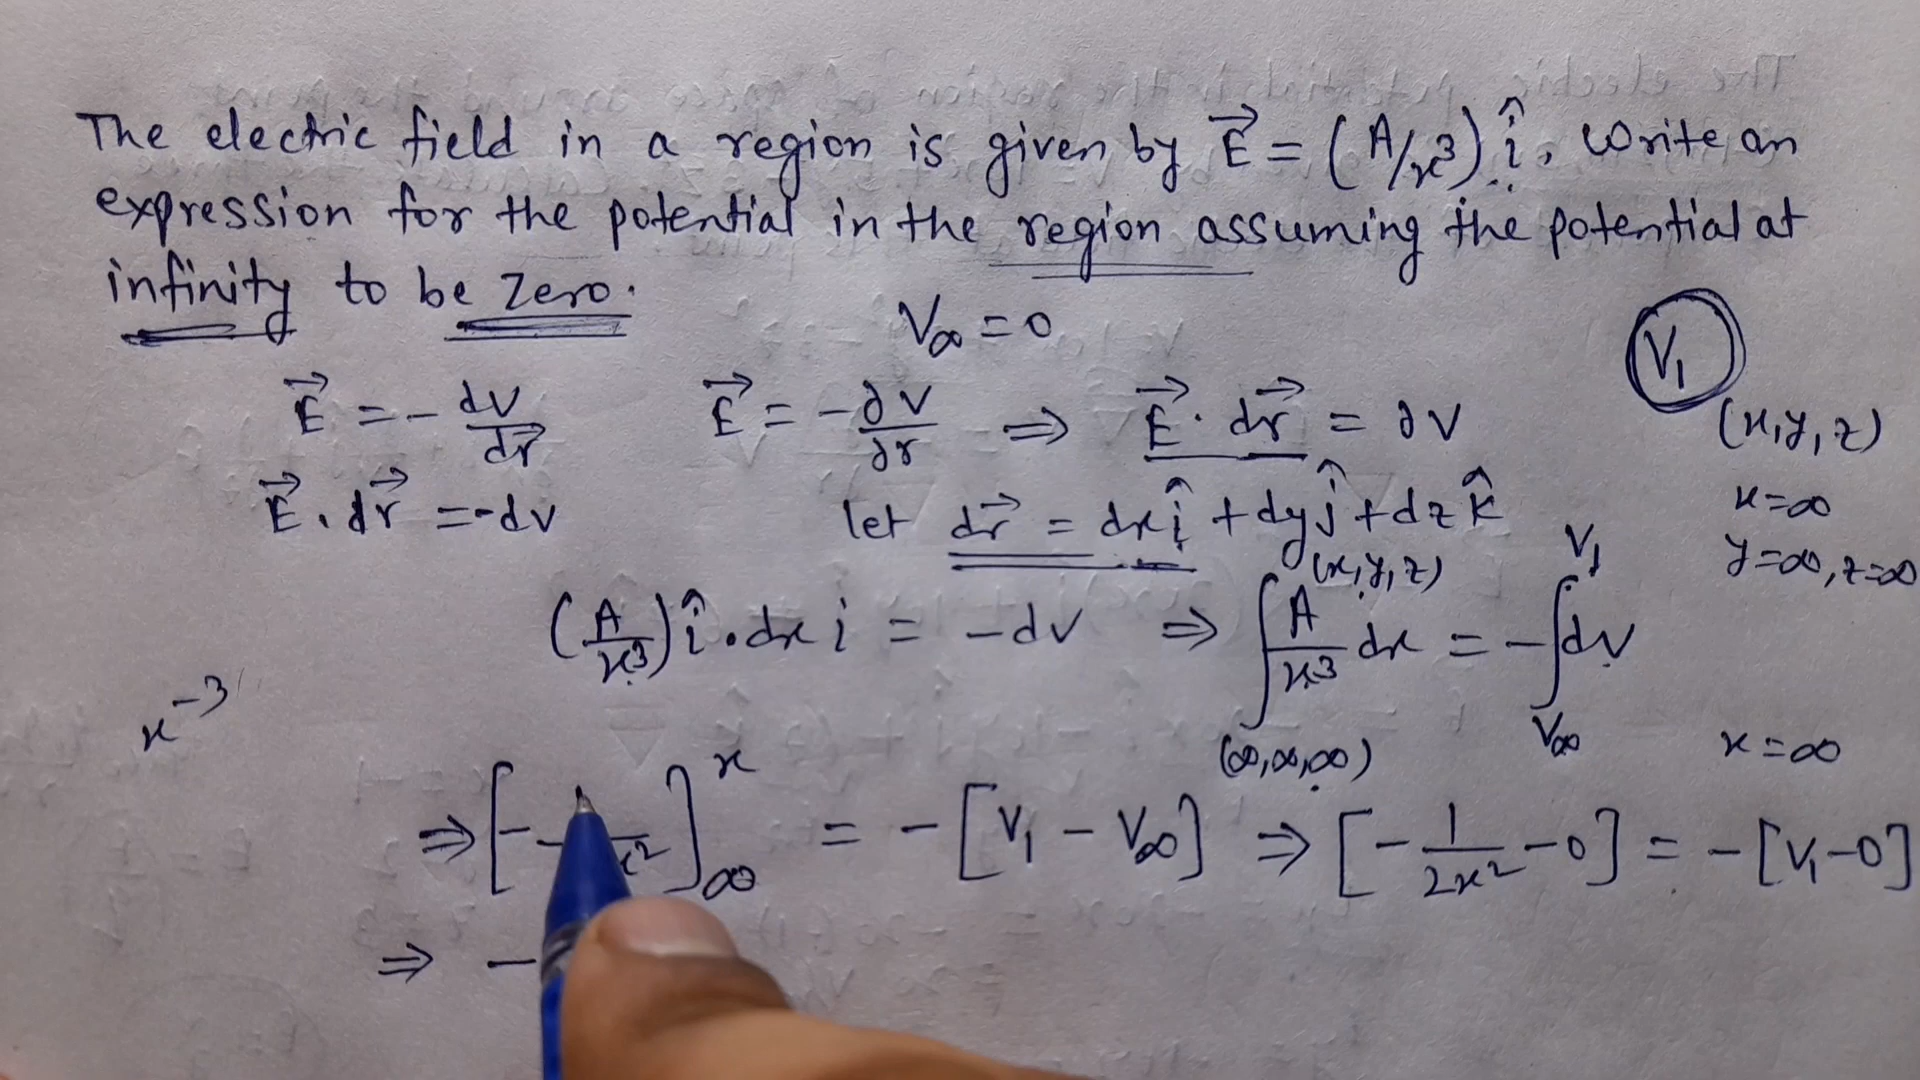 The electric field in a region is given by E⃗ = (A/x³) î. Write an
expression for the potential in the region assuming the potential at
infinity to be zero.
V∞ = 0
V₁
E⃗ = - dV/dr⃗
E⃗ = - ∂V/∂r ⇒ E⃗ · dr⃗ = ∂V
(x,y,z)
E⃗ . dr⃗ = -dv
let dr⃗ = dx î + dy ĵ + dz k̂
x=∞
y=∞, z=∞
(A/x³) î . dx i = - dv ⇒ ∫_(∞,∞,∞)^(x,y,z) A/x³ dx = - ∫_V∞^V₁ dv
x⁻³
x=∞
⇒ [ - x² ]_∞^x = - [V₁ - V∞] ⇒ [ - 1/2x² - 0 ] = - [V₁ - 0]
⇒ -